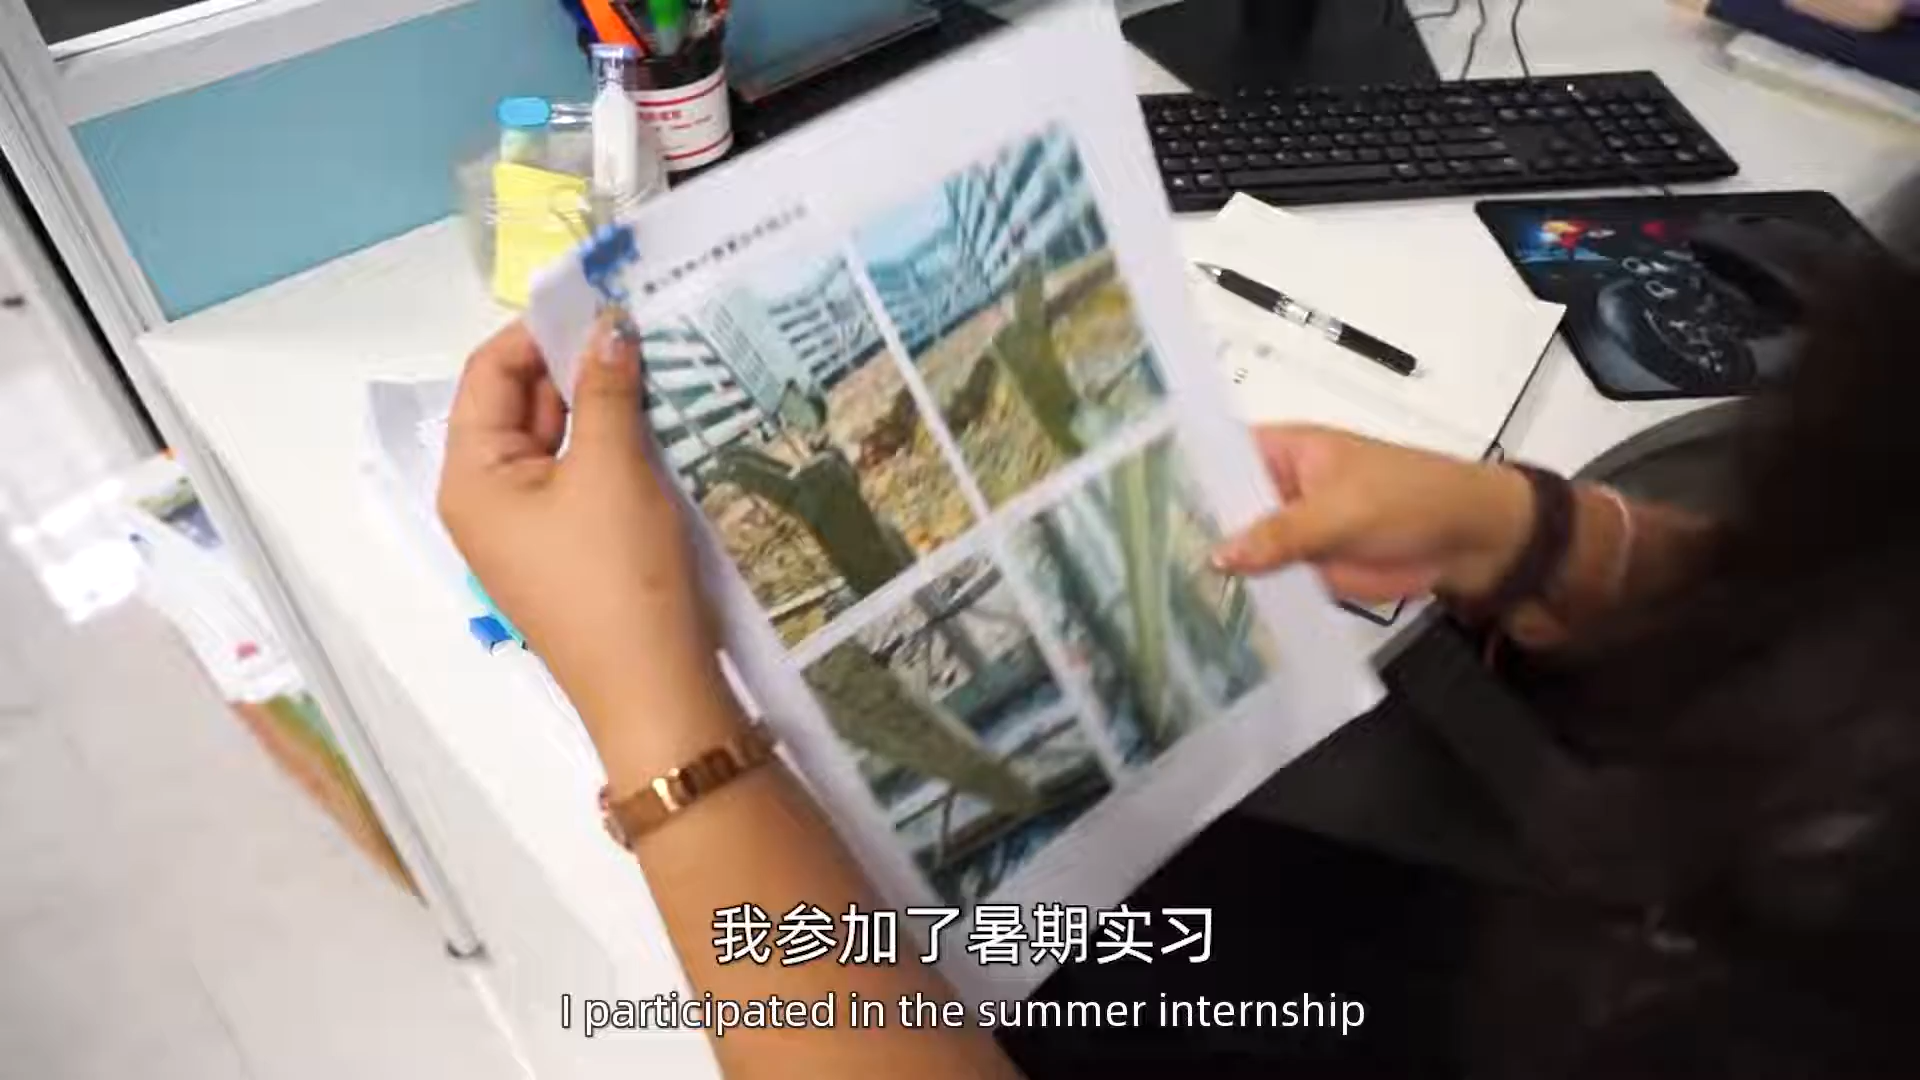 我参加了暑期实习
I participated in the summer internship